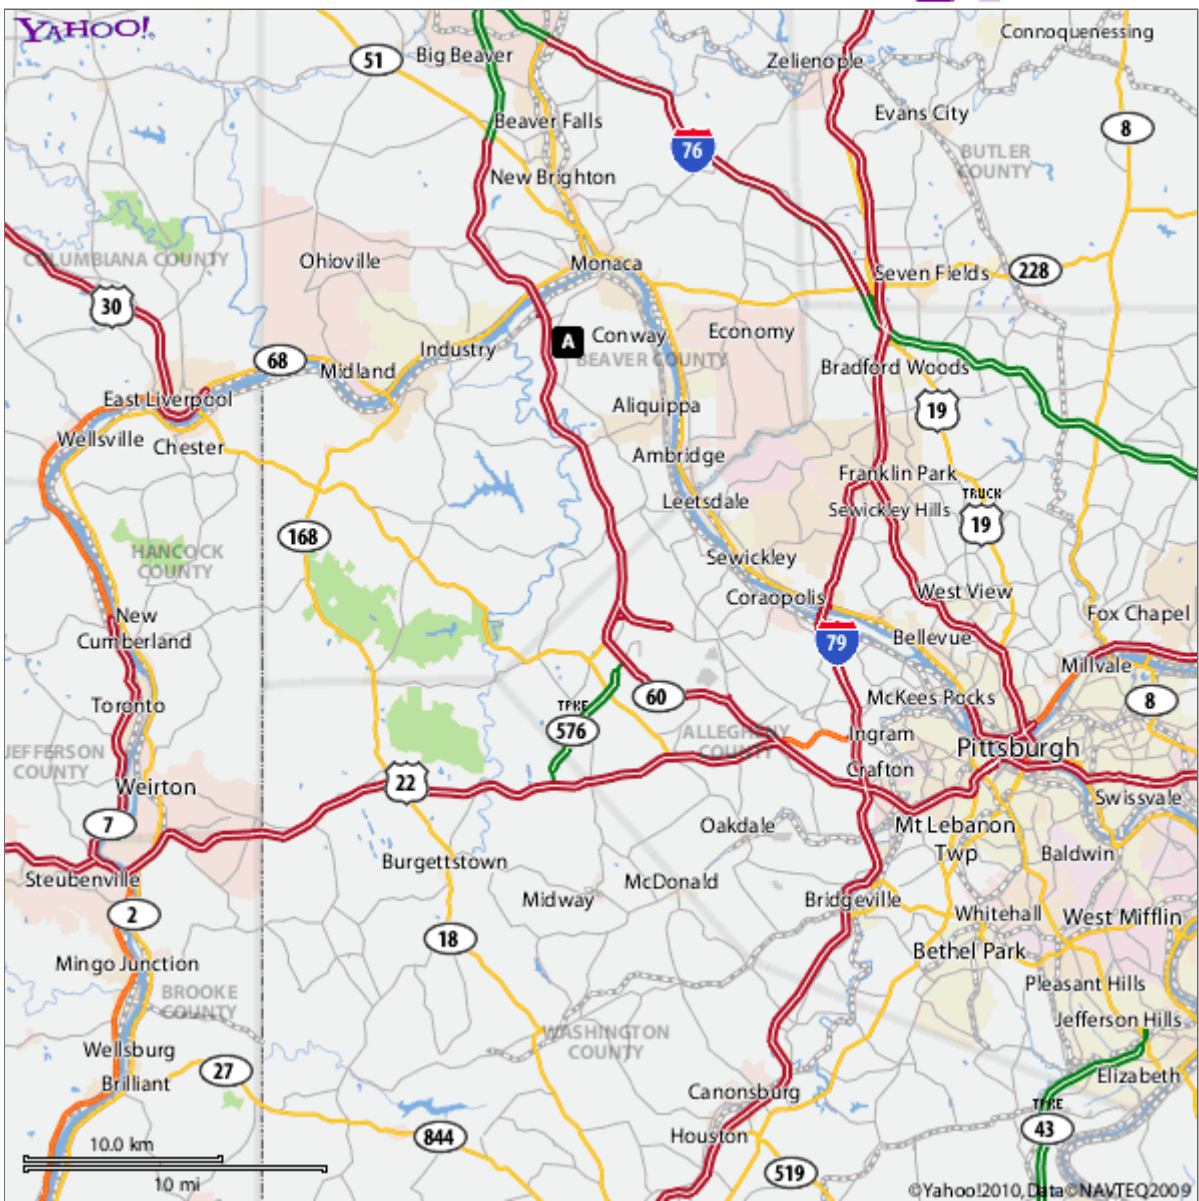 YAHOO!
Connoquenessing
51
Big Beaver
Zelienople
Evans City
8
Beaver Falls
76
BUTLER
COUNTY
New Brighton
COLUMBIANA COUNTY
Ohioville
Monaca
Seven Fields
228
30
A
Conway
Economy
BEAVER COUNTY
68
Industry
Midland
Bradford Woods
East Liverpool
Aliquippa
19
Wellsville
Chester
Ambridge
Franklin Park
Leetsdale
Sewickley Hills
TRUCK
19
168
HANCOCK
COUNTY
Sewickley
Coraopolis
West View
New
Cumberland
Fox Chapel
79
Bellevue
Millvale
Toronto
60
McKees Rocks
8
TPKE
576
ALLEGHENY
COUNTY
Ingram
JEFFERSON
COUNTY
Pittsburgh
Crafton
Weirton
22
Swissvale
7
Oakdale
Mt Lebanon
Twp
Baldwin
Steubenville
Burgettstown
McDonald
Midway
Bridgeville
2
Whitehall
West Mifflin
18
Bethel Park
Mingo Junction
Pleasant Hills
BROOKE
COUNTY
Jefferson Hills
WASHINGTON
COUNTY
Wellsburg
27
Brilliant
Elizabeth
Canonsburg
TPKE
43
844
Houston
10.0 km
519
10 mi
©Yahoo!2010, Data©NAVTEQ2009